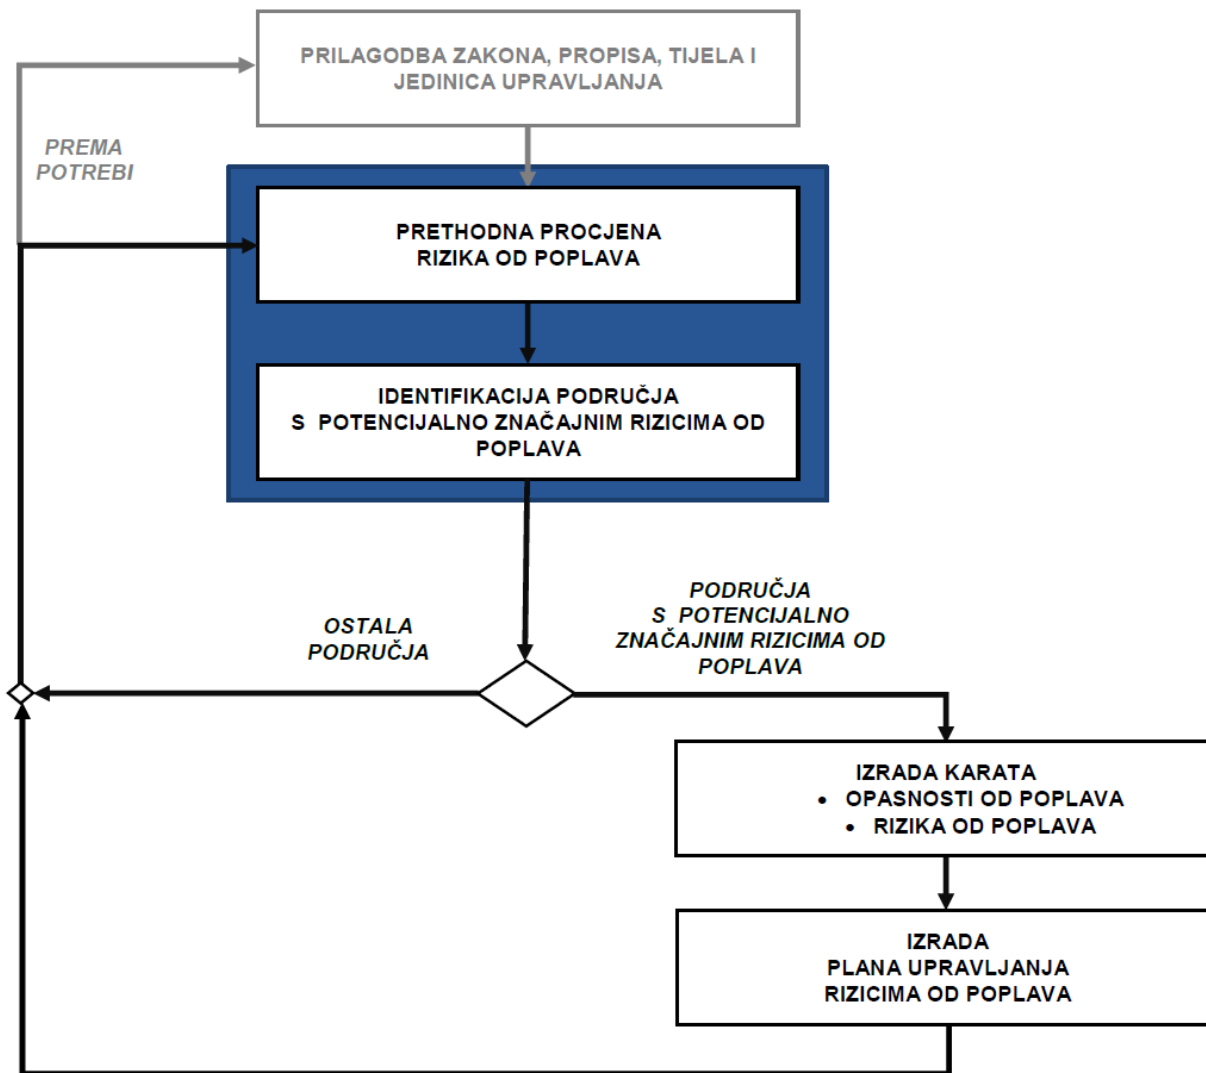 PRILAGODBA ZAKONA, PROPISA, TIJELA I
JEDINICA UPRAVLJANJA
PREMA
POTREBI
PRETHODNA PROCJENA
RIZIKA OD POPLAVA
IDENTIFIKACIJA PODRUČJA
S POTENCIJALNO ZNAČAJNIM RIZICIMA OD
POPLAVA
OSTALA
PODRUČJA
PODRUČJA
S POTENCIJALNO
ZNAČAJNIM RIZICIMA OD
POPLAVA
IZRADA KARATA
• OPASNOSTI OD POPLAVA
• RIZIKA OD POPLAVA
IZRADA
PLANA UPRAVLJANJA
RIZICIMA OD POPLAVA